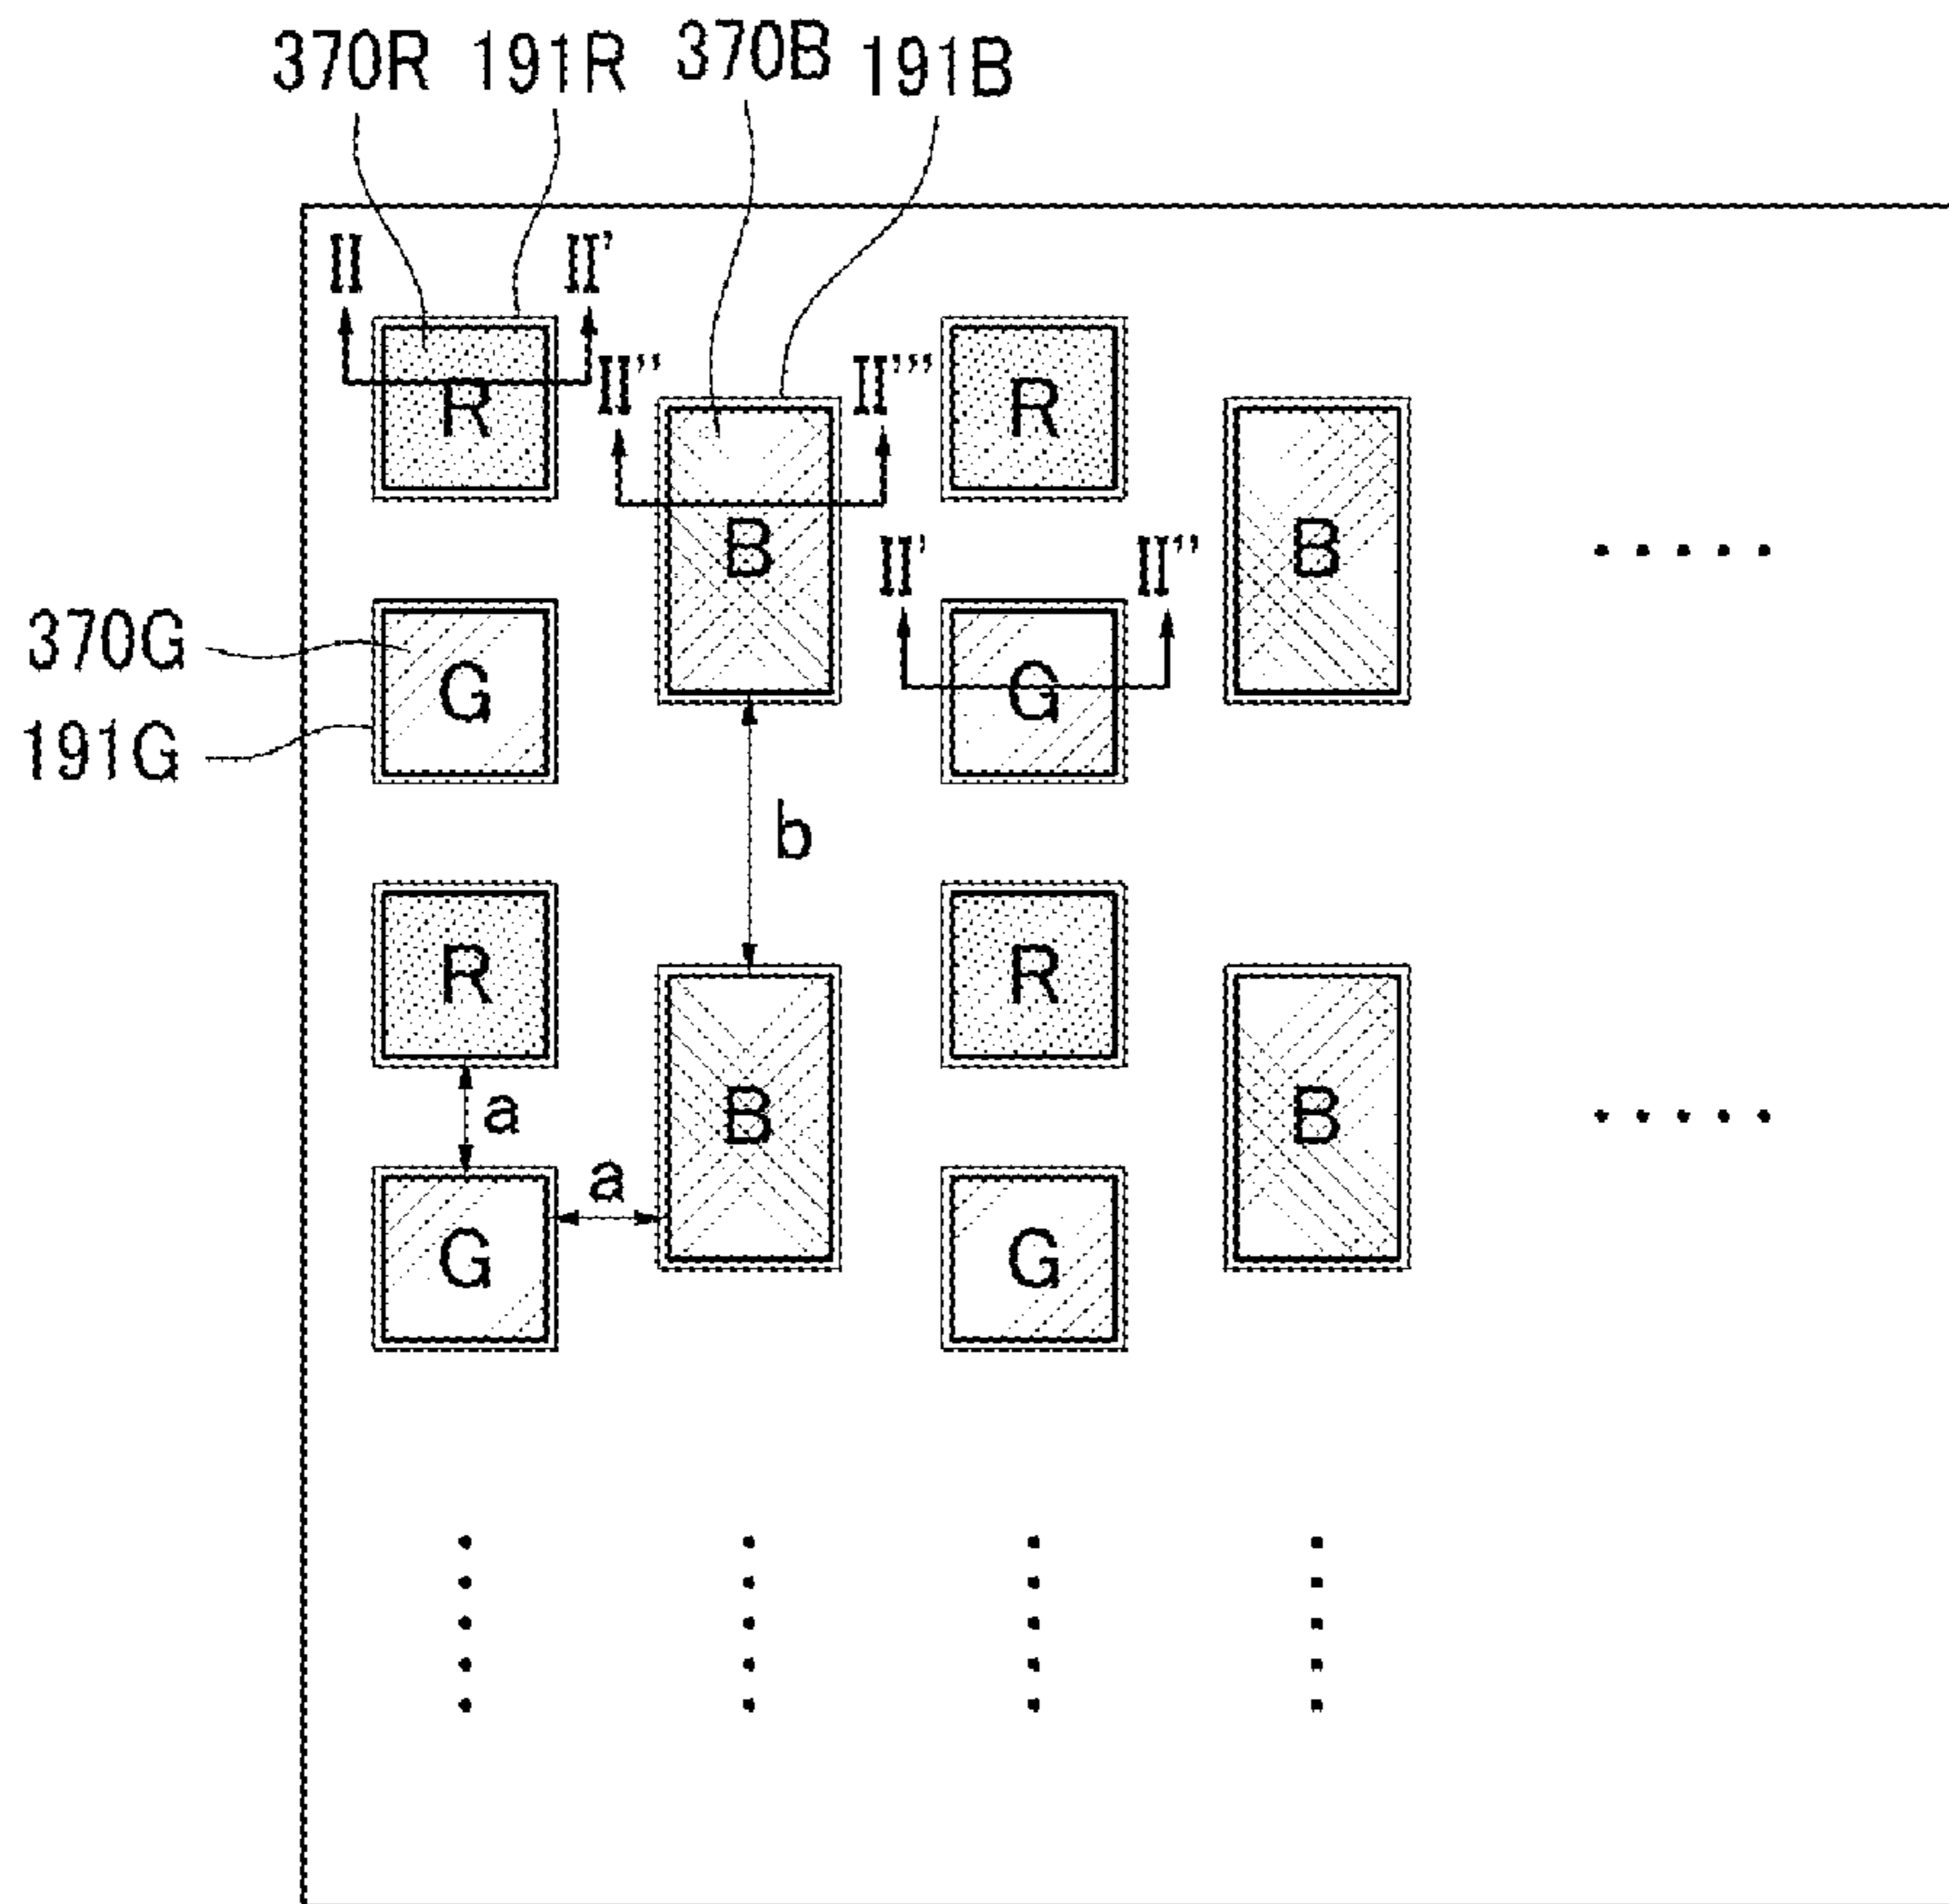 370R 191R 370B 191B
II II'
II" II"'
R R
B B
II' II"
370G G G
191G
b
R R
a B B
a
G G